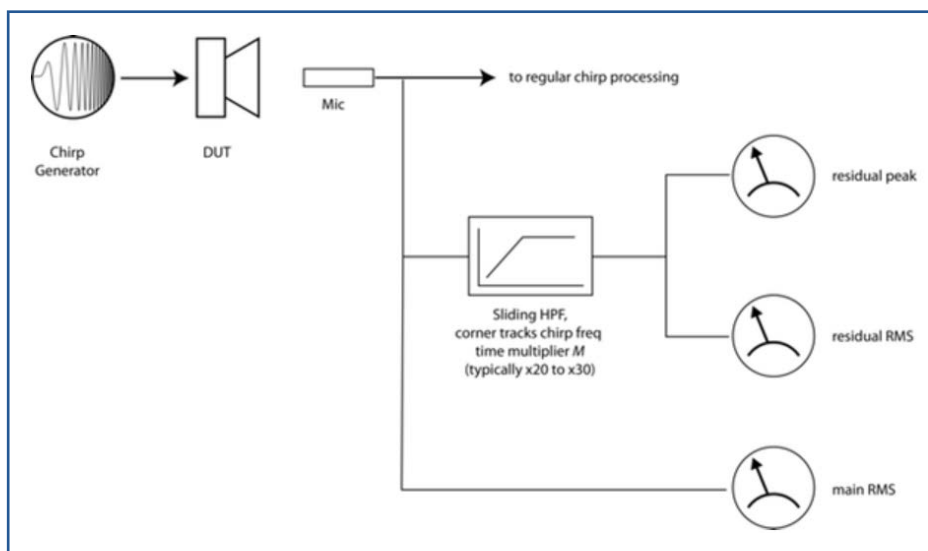 to regular chirp processing
Mic
Chirp
Generator
DUT
residual peak
Sliding HPF,
corner tracks chirp freq
time multiplier M
(typically x20 to x30)
residual RMS
main RMS